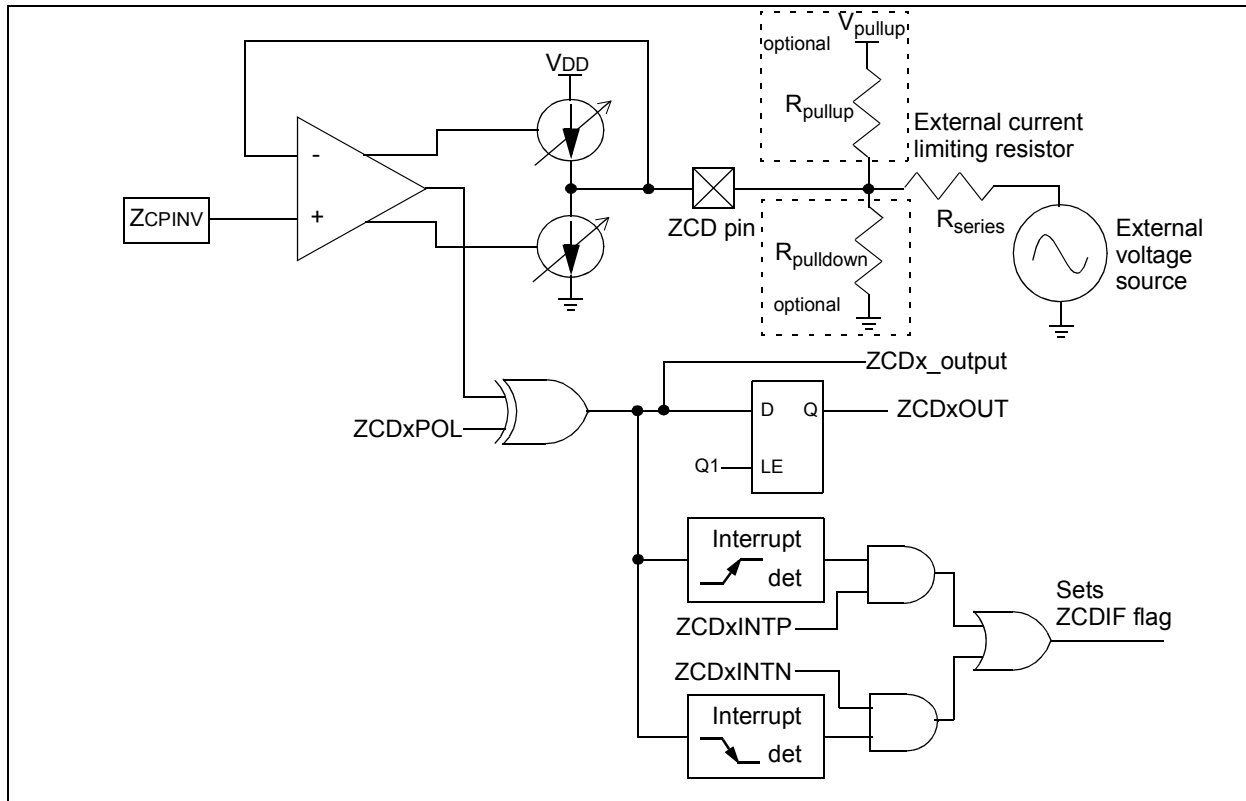 optional
Vpullup
VDD
Rpullup
External current
limiting resistor
-
+
ZCPINV
ZCD pin
Rseries
Rpulldown
optional
External
voltage
source
ZCDx_output
D Q
ZCDxOUT
ZCDxPOL
Q1
LE
Interrupt
det
Sets
ZCDIF flag
ZCDxINTP
ZCDxINTN
Interrupt
det